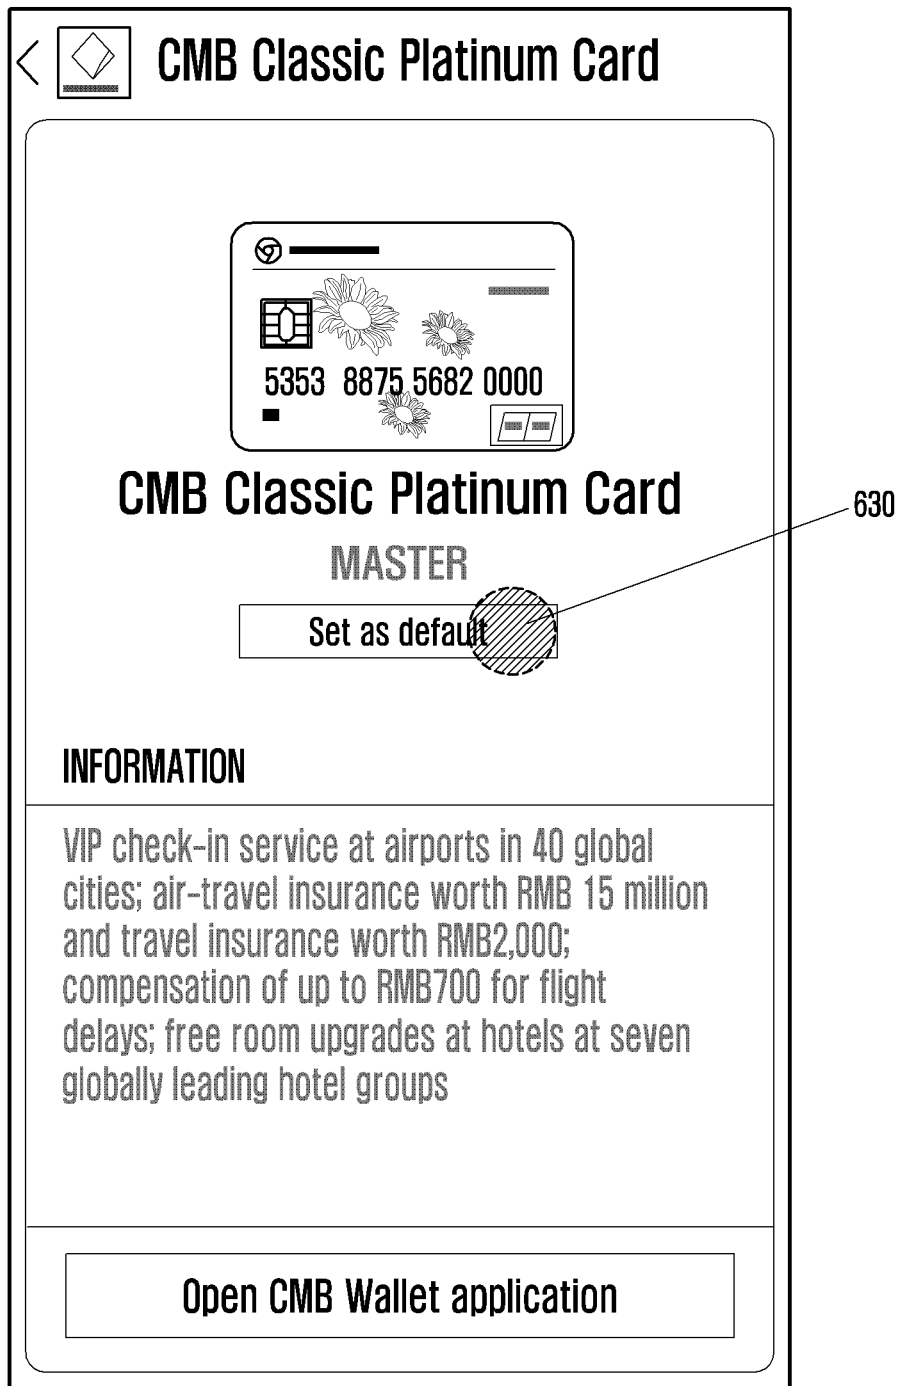 CMB Classic Platinum Card
5353 8875 5682 0000
CMB Classic Platinum Card
MASTER
630
Set as default
INFORMATION
VIP check-in service at airports in 40 global
cities; air-travel insurance worth RMB 15 million
and travel insurance worth RMB2,000;
compensation of up to RMB700 for flight
delays; free room upgrades at hotels at seven
globally leading hotel groups
Open CMB Wallet application